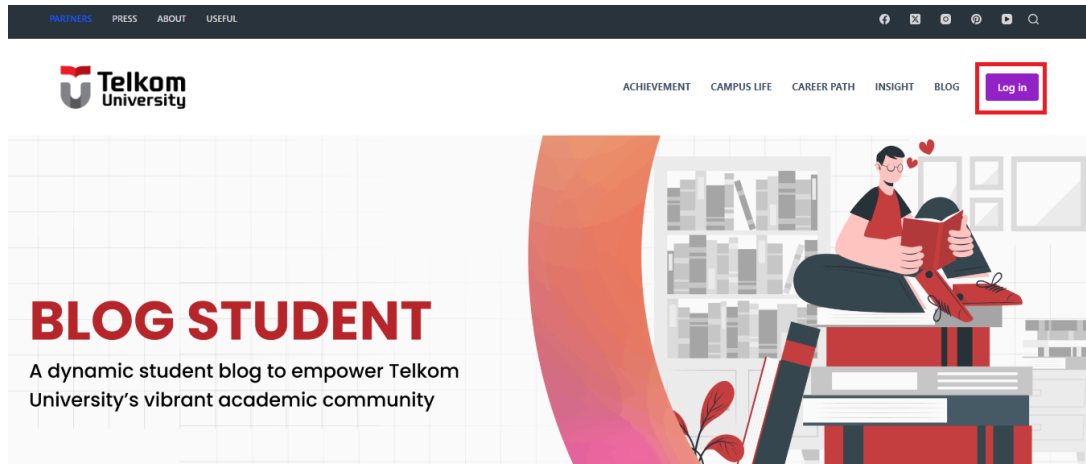 PARTNERS PRESS ABOUT USEFUL
Telkom
University
ACHIEVEMENT CAMPUS LIFE CAREER PATH INSIGHT BLOG Log in
BLOG STUDENT
A dynamic student blog to empower Telkom
University’s vibrant academic community